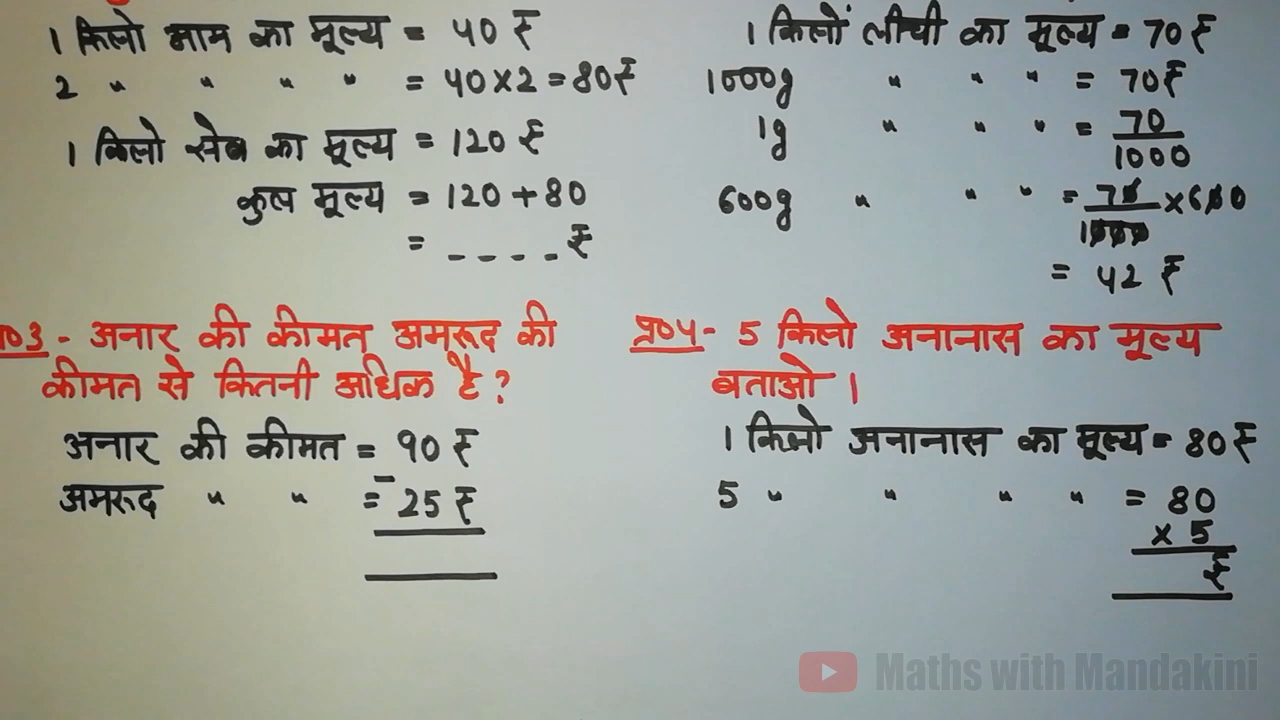 1 किलो आम का मूल्य = 40 ₹
2 " " " " = 40 × 2 = 80 ₹
1 किलो सेब का मूल्य = 120 ₹
कुल मूल्य = 120 + 80
= _ _ _ _ ₹
1 किलों लीची का मूल्य = 70 ₹
1000g " " " = 70 ₹
1g " " " = 70/1000
600g " " " = 70/1000 × 600
= 42 ₹
प्र03 - अनार की कीमत अमरूद की
कीमत से कितनी अधिक है ?
अनार की कीमत = 90 ₹
अमरुद " " = - 25 ₹
प्र04 - 5 किलो अनानास का मूल्य
बताओ ।
1 किलो अनानास का मूल्य = 80 ₹
5 " " " " = 80
× 5
₹
Maths with Mandakini